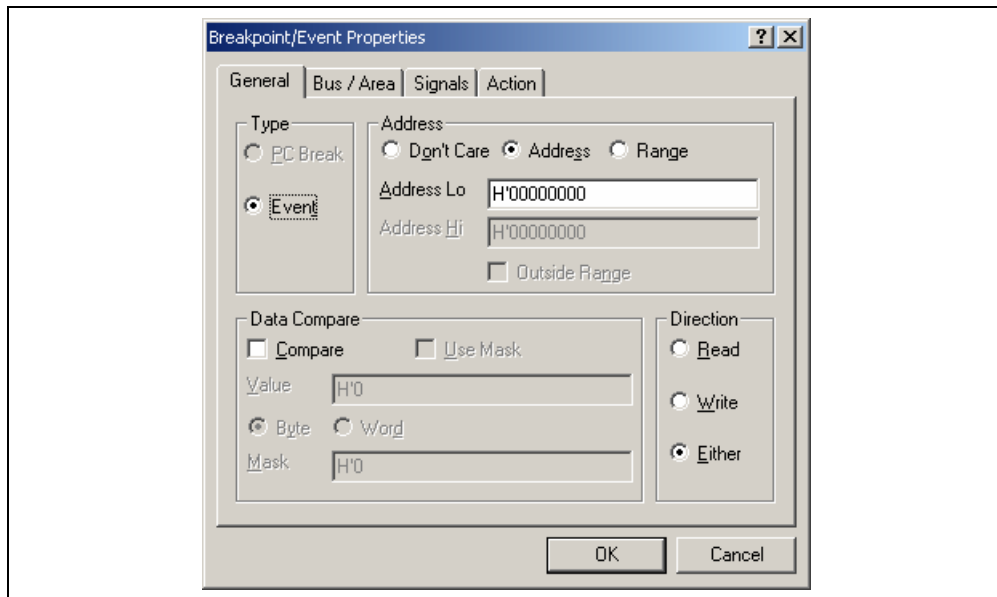 Breakpoint/Event Properties
General Bus / Area Signals Action
Type
PC Break
Event
Address
Don't Care Address Range
Address Lo H'00000000
Address Hi H'00000000
Outside Range
Data Compare
Compare Use Mask
Value H'0
Byte Word
Mask H'0
Direction
Read
Write
Either
OK Cancel